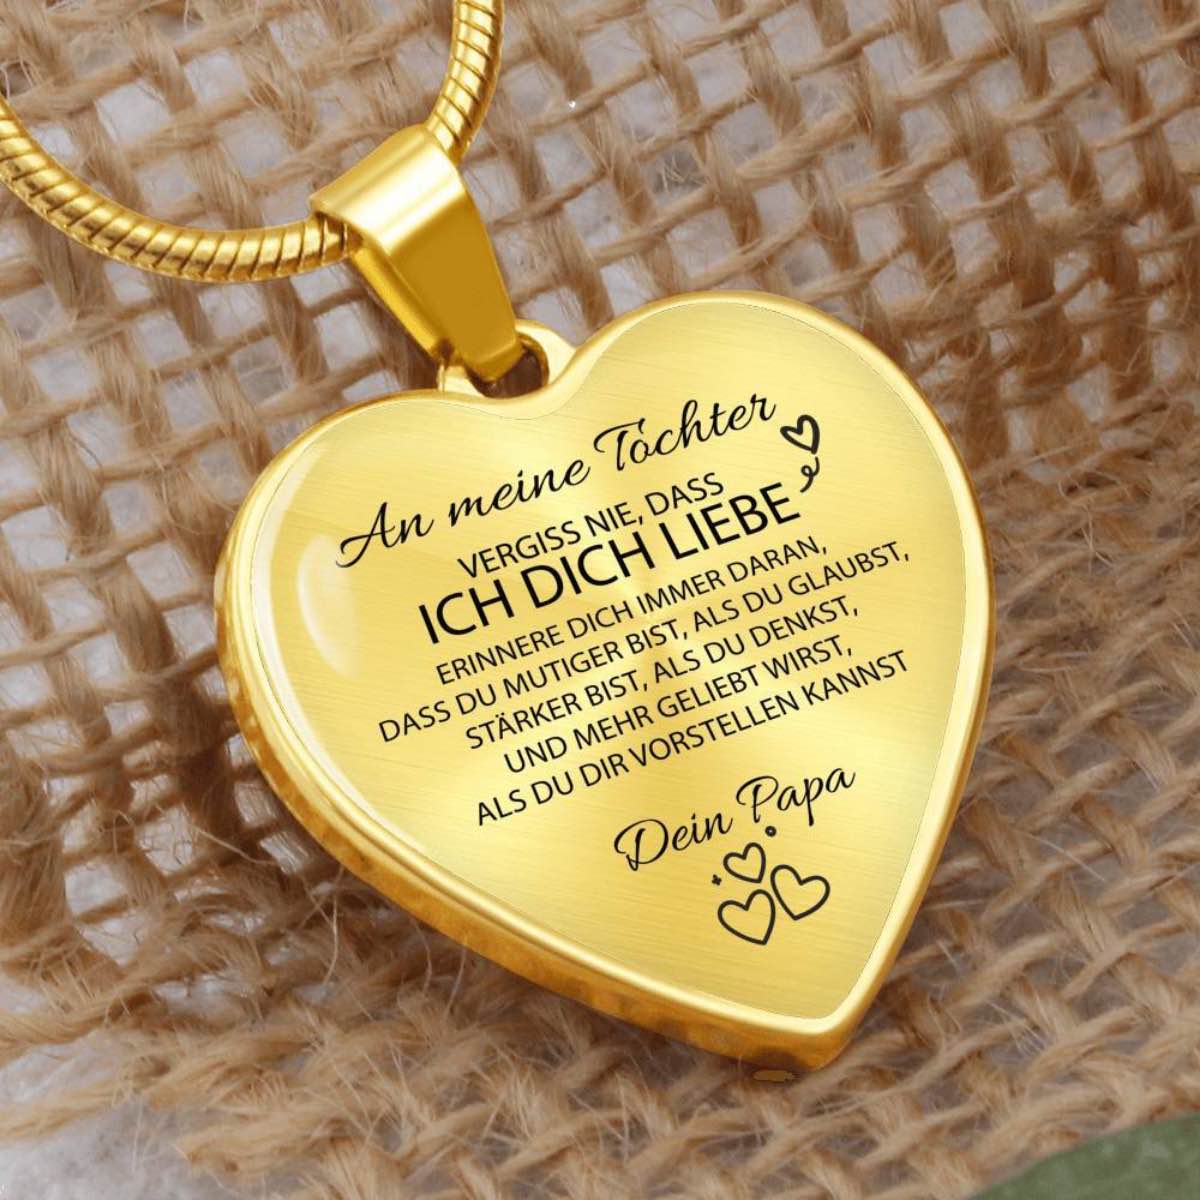 An meine Tochter
VERGISS NIE, DASS
ICH DICH LIEBE
ERINNERE DICH IMMER DARAN,
DASS DU MUTIGER BIST, ALS DU GLAUBST,
STÄRKER BIST, ALS DU DENKST,
UND MEHR GELIEBT WIRST,
ALS DU DIR VORSTELLEN KANNST
Dein Papa